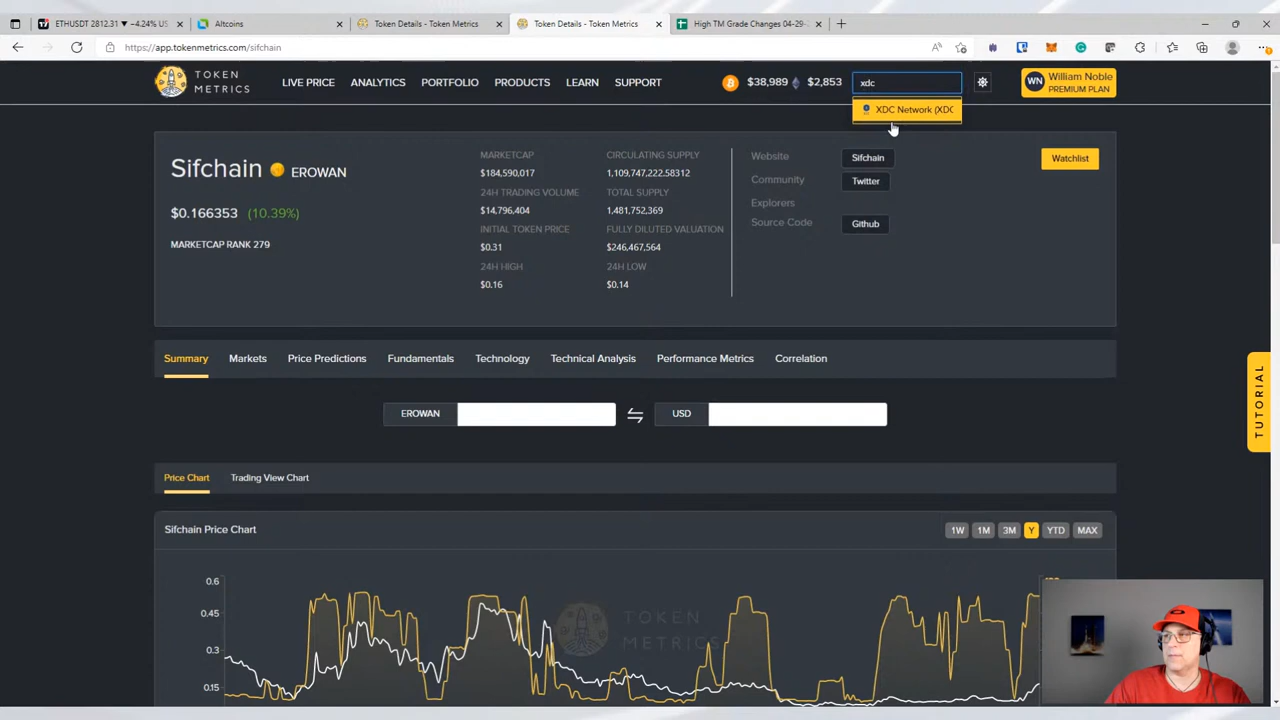 ETHUSDT 2812.31 ▼ −4.24% US
Altcoins
Token Details - Token Metrics
Token Details - Token Metrics
High TM Grade Changes 04-29-
https://app.tokenmetrics.com/sifchain
TOKEN METRICS
LIVE PRICE
ANALYTICS
PORTFOLIO
PRODUCTS
LEARN
SUPPORT
$38,989
$2,853
xdc
WN
William Noble
PREMIUM PLAN
XDC Network (XDC
Sifchain
EROWAN
$0.166353 (10.39%)
MARKETCAP RANK 279
MARKETCAP
$184,590,017
24H TRADING VOLUME
$14,796,404
INITIAL TOKEN PRICE
$0.31
24H HIGH
$0.16
CIRCULATING SUPPLY
1,109,747,222.58312
TOTAL SUPPLY
1,481,752,369
FULLY DILUTED VALUATION
$246,467,564
24H LOW
$0.14
Website
Sifchain
Community
Twitter
Explorers
Source Code
Github
Watchlist
Summary
Markets
Price Predictions
Fundamentals
Technology
Technical Analysis
Performance Metrics
Correlation
TUTORIAL
EROWAN
USD
Price Chart
Trading View Chart
Sifchain Price Chart
1W
1M
3M
Y
YTD
MAX
0.6
0.45
0.3
0.15
TOKEN
METRICS